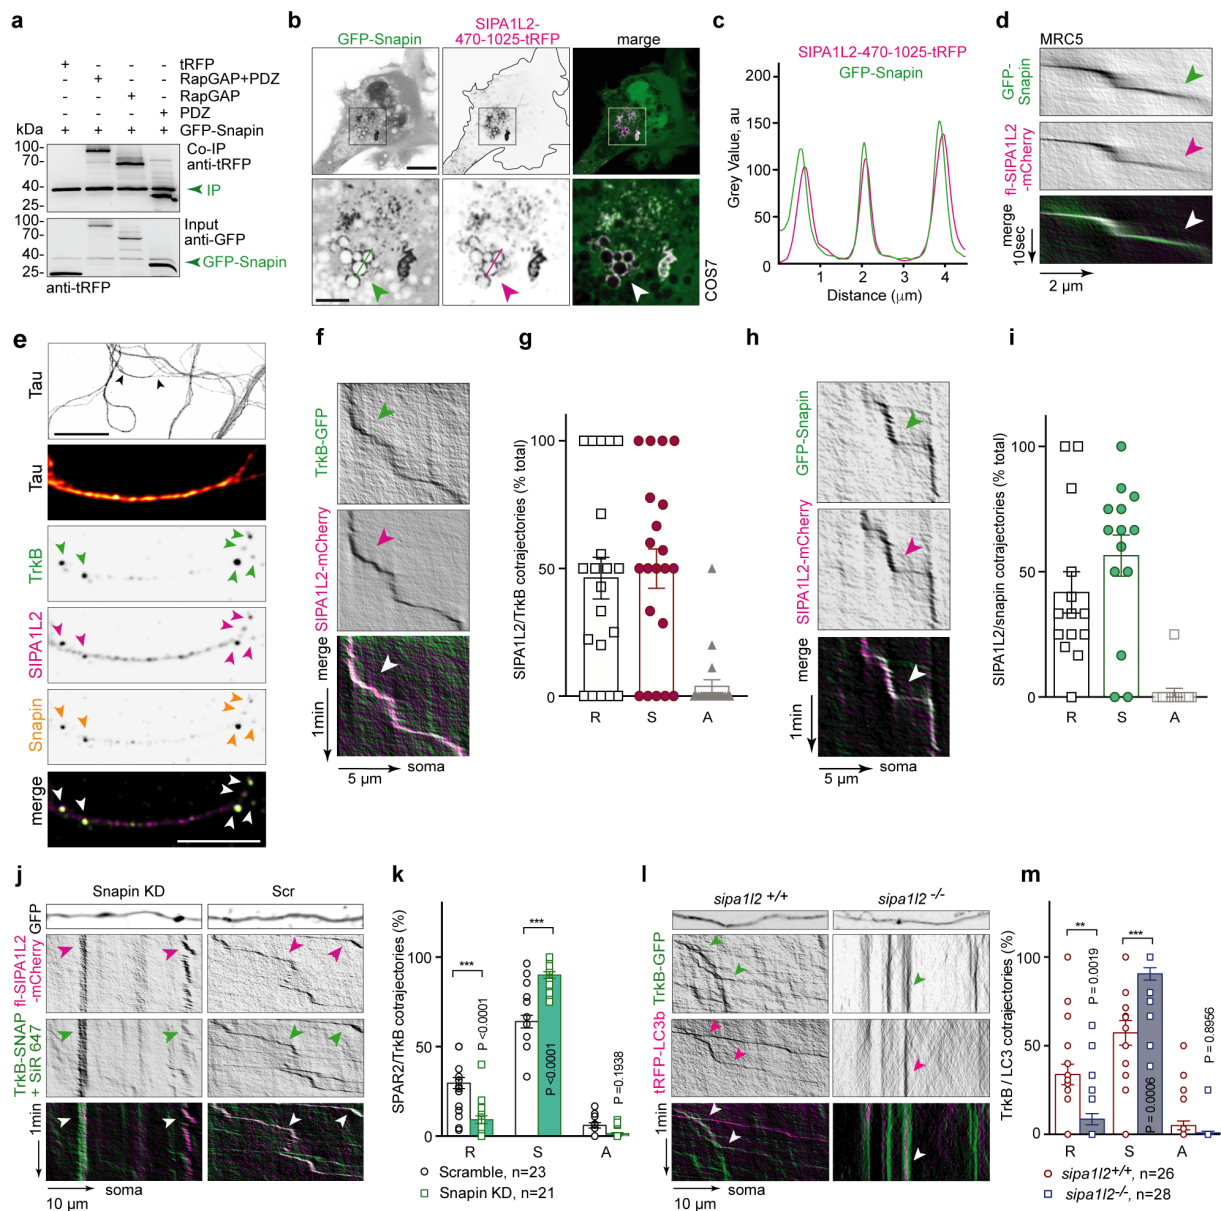 a
tRFP
RapGAP+PDZ
RapGAP
PDZ
GFP-Snapin
+ - - -
- + - -
- - + -
- - - +
+ + + +
kDa
100-
70-
40-
25-
Co-IP
anti-tRFP
IP
100-
70-
40-
25-
Input
anti-GFP
GFP-Snapin
anti-tRFP
b
GFP-Snapin
SIPA1L2-
470-1025-tRFP
marge
COS7
c
SIPA1L2-470-1025-tRFP
GFP-Snapin
Grey Value, au
200
150
100
50
0
1 2 3 4
Distance (μm)
d
MRC5
GFP-
Snapin
fl-SIPA1L2
-mCherry
merge
10sec
2 μm
e
Tau
Tau
TrkB
SIPA1L2
Snapin
merge
f
TrkB-GFP
SIPA1L2-mCherry
merge
1min
5 μm
soma
g
SIPA1L2/TrkB cotrajectories (% total)
100
50
0
R S A
h
GFP-Snapin
SIPA1L2-mCherry
merge
1min
5 μm
soma
i
SIPA1L2/snapin cotrajectories (% total)
100
50
0
R S A
j
Snapin KD
Scr
GFP
fl-SIPA1L2
-mCherry
TrkB-SNAP
+ SiR 647
1min
soma
10 μm
k
SPAR2/TrkB cotrajectories (%)
100
50
0
***
P <0.0001
***
P <0.0001
P =0.1938
R S A
Scramble, n=23
Snapin KD, n=21
l
sipa1l2 +/+
sipa1l2 -/-
TrkB-GFP
tRFP-LC3b
1min
soma
10 μm
m
TrkB / LC3 cotrajectories (%)
100
50
0
**
P =0.0019
***
P =0.0006
P =0.8956
R S A
sipa1l2+/+, n=26
sipa1l2-/-, n=28